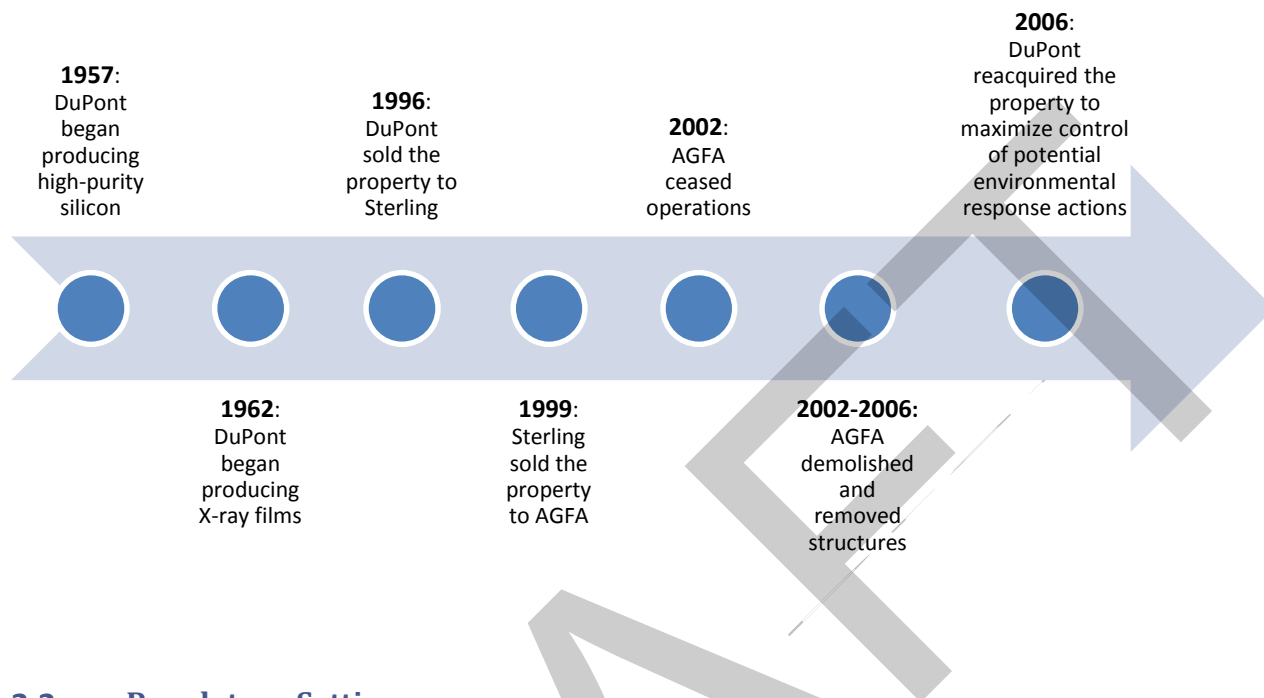 1957:
DuPont
began
producing
high-purity
silicon
1962:
DuPont
began
producing
X-ray films
1996:
DuPont
sold the
property to
Sterling
1999:
Sterling
sold the
property
to AGFA
2002:
AGFA
ceased
operations
2002-2006:
AGFA
demolished
and
removed
structures
2006:
DuPont
reacquired the
property to
maximize control
of potential
environmental
response actions